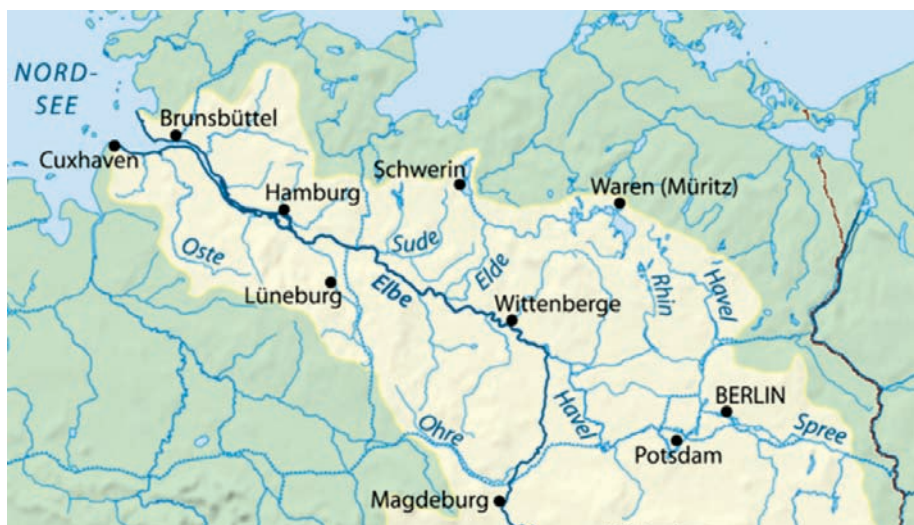 NORD-
SEE
Brunsbüttel
Cuxhaven
Schwerin
Waren (Müritz)
Hamburg
Sude
Oste
Elde
Rhin
Havel
Lüneburg
Elbe
Wittenberge
BERLIN
Havel
Ohre
Spree
Potsdam
Magdeburg